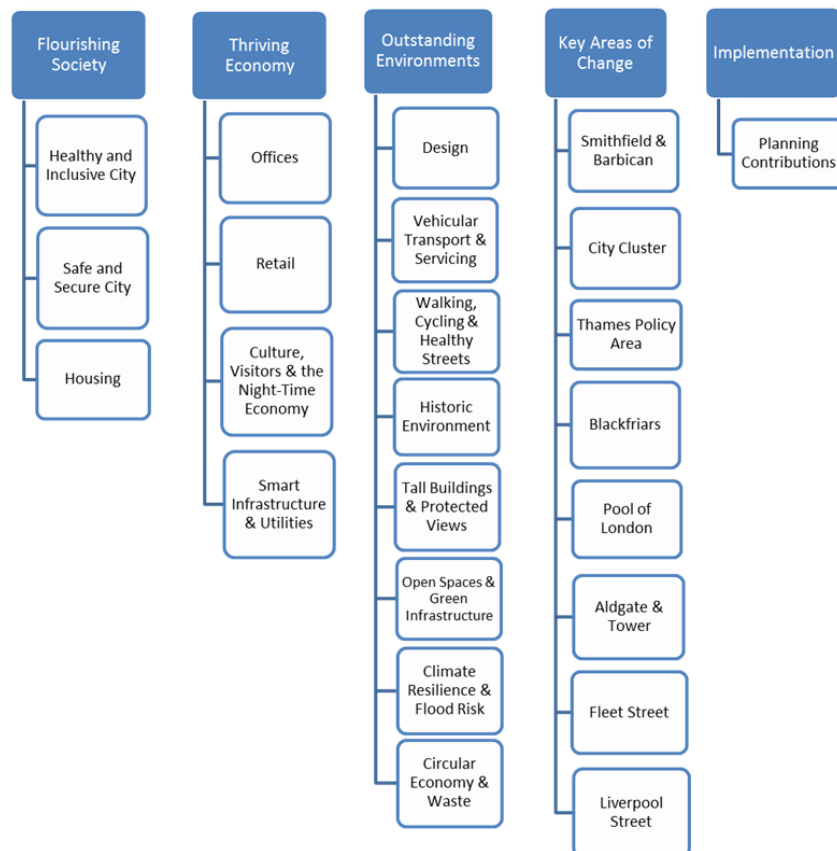 Flourishing
Society
Healthy and
Inclusive City
Safe and
Secure City
Housing
Thriving
Economy
Offices
Retail
Culture,
Visitors & the
Night-Time
Economy
Smart
Infrastructure
& Utilities
Outstanding
Environments
Design
Vehicular
Transport &
Servicing
Walking,
Cycling &
Healthy
Streets
Historic
Environment
Tall Buildings
& Protected
Views
Open Spaces &
Green
Infrastructure
Climate
Resilience &
Flood Risk
Circular
Economy &
Waste
Key Areas of
Change
Smithfield &
Barbican
City Cluster
Thames Policy
Area
Blackfriars
Pool of
London
Aldgate &
Tower
Fleet Street
Liverpool
Street
Implementation
Planning
Contributions